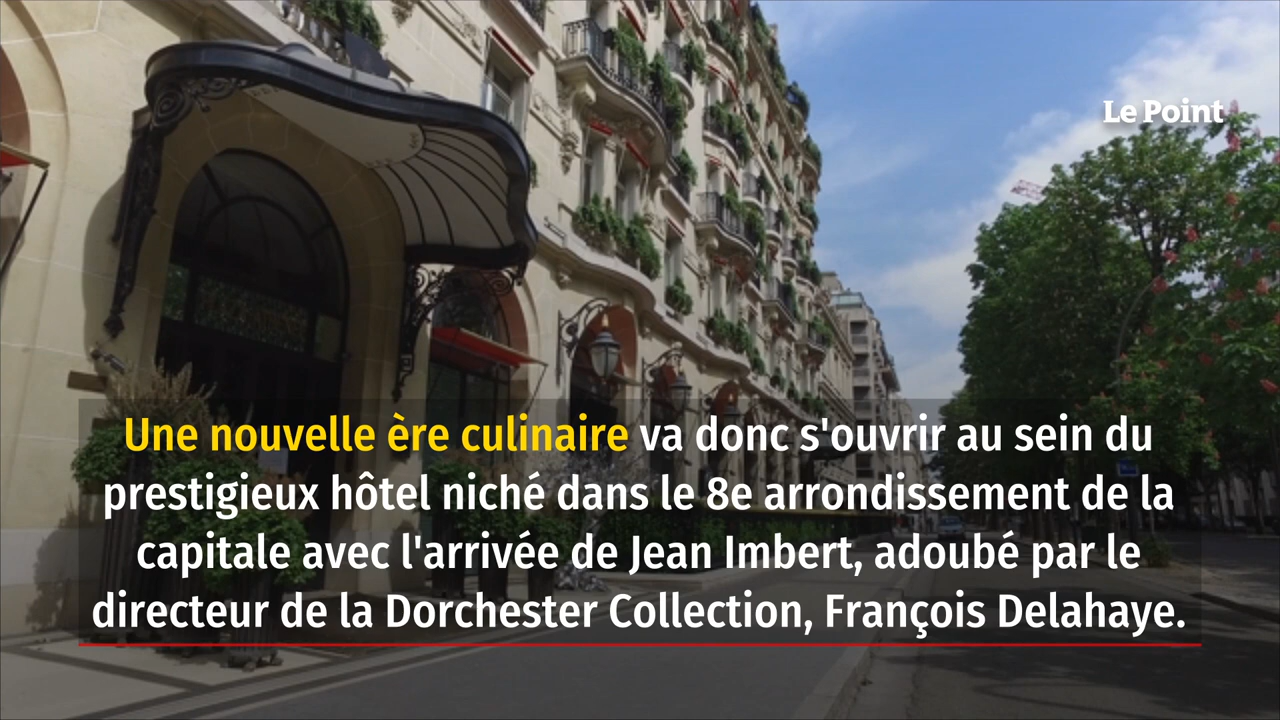 Le Point
Une nouvelle ère culinaire va donc s'ouvrir au sein du
prestigieux hôtel niché dans le 8e arrondissement de la
capitale avec l'arrivée de Jean Imbert, adoubé par le
directeur de la Dorchester Collection, François Delahaye.